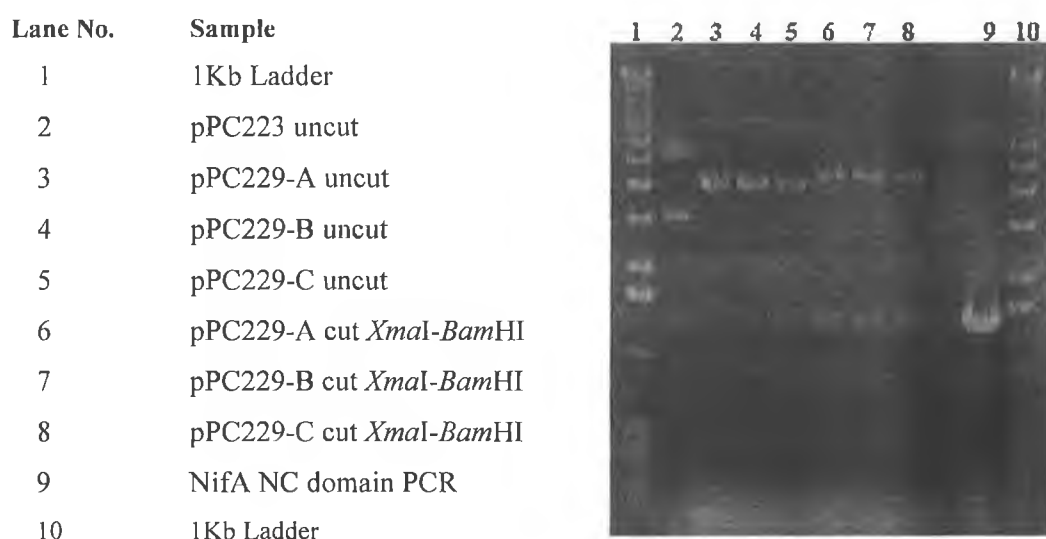 Lane No. Sample
1 1Kb Ladder
2 pPC223 uncut
3 pPC229-A uncut
4 pPC229-B uncut
5 pPC229-C uncut
6 pPC229-A cut XmaI-BamHI
7 pPC229-B cut XmaI-BamHI
8 pPC229-C cut XmaI-BamHI
9 NifA NC domain PCR
10 1Kb Ladder
1 2 3 4 5 6 7 8 9 10